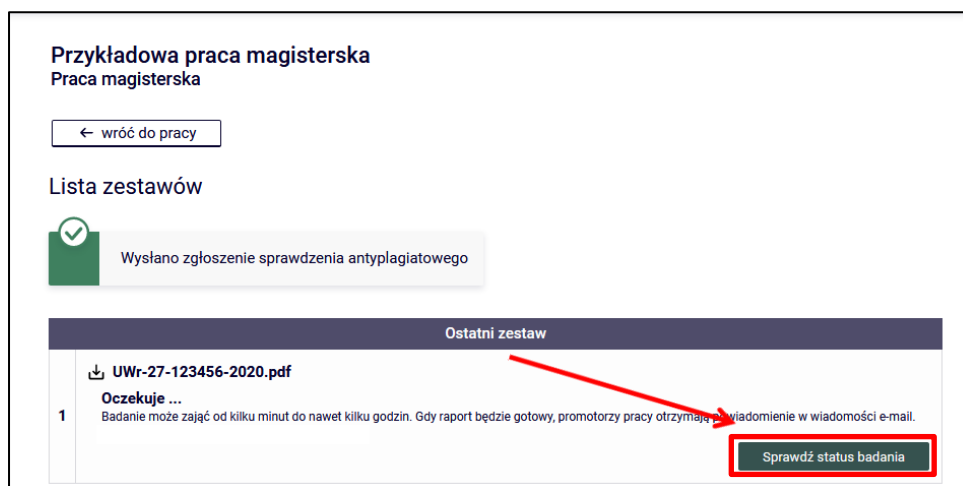 Przykładowa praca magisterska
Praca magisterska
← wróć do pracy
Lista zestawów
Wysłano zgłoszenie sprawdzenia antyplagiatowego
Ostatni zestaw
UWr-27-123456-2020.pdf
Oczekuje ...
1 Badanie może zająć od kilku minut do nawet kilku godzin. Gdy raport będzie gotowy, promotorzy pracy otrzymają powiadomienie w wiadomości e-mail.
Sprawdź status badania